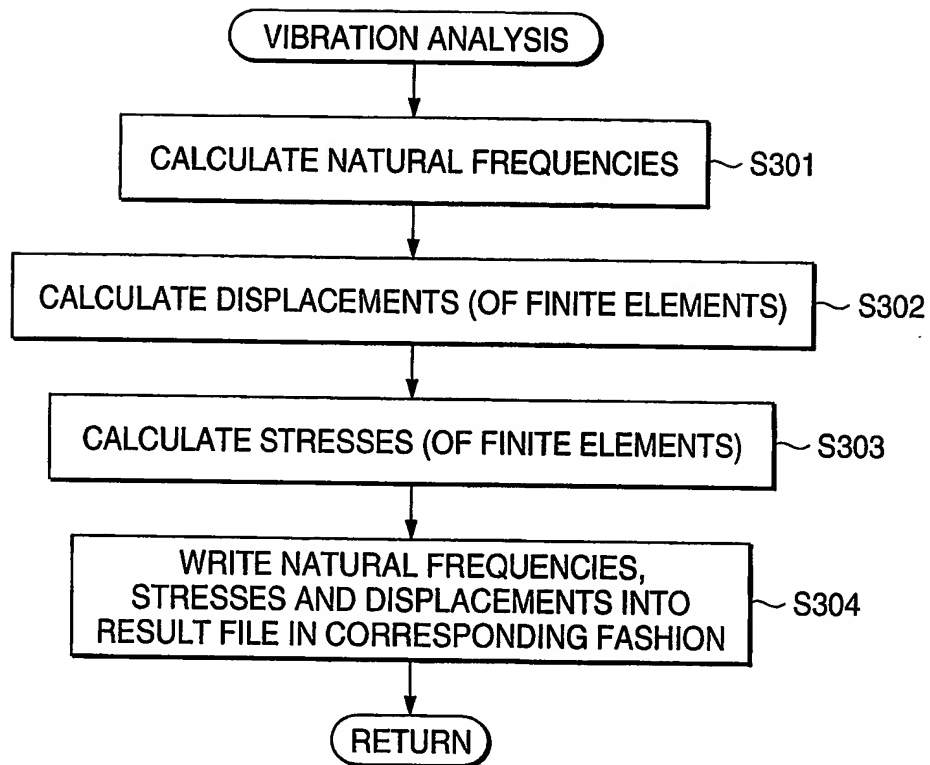 VIBRATION ANALYSIS
CALCULATE NATURAL FREQUENCIES
S301
CALCULATE DISPLACEMENTS (OF FINITE ELEMENTS)
S302
CALCULATE STRESSES (OF FINITE ELEMENTS)
S303
WRITE NATURAL FREQUENCIES,
STRESSES AND DISPLACEMENTS INTO
RESULT FILE IN CORRESPONDING FASHION
S304
RETURN